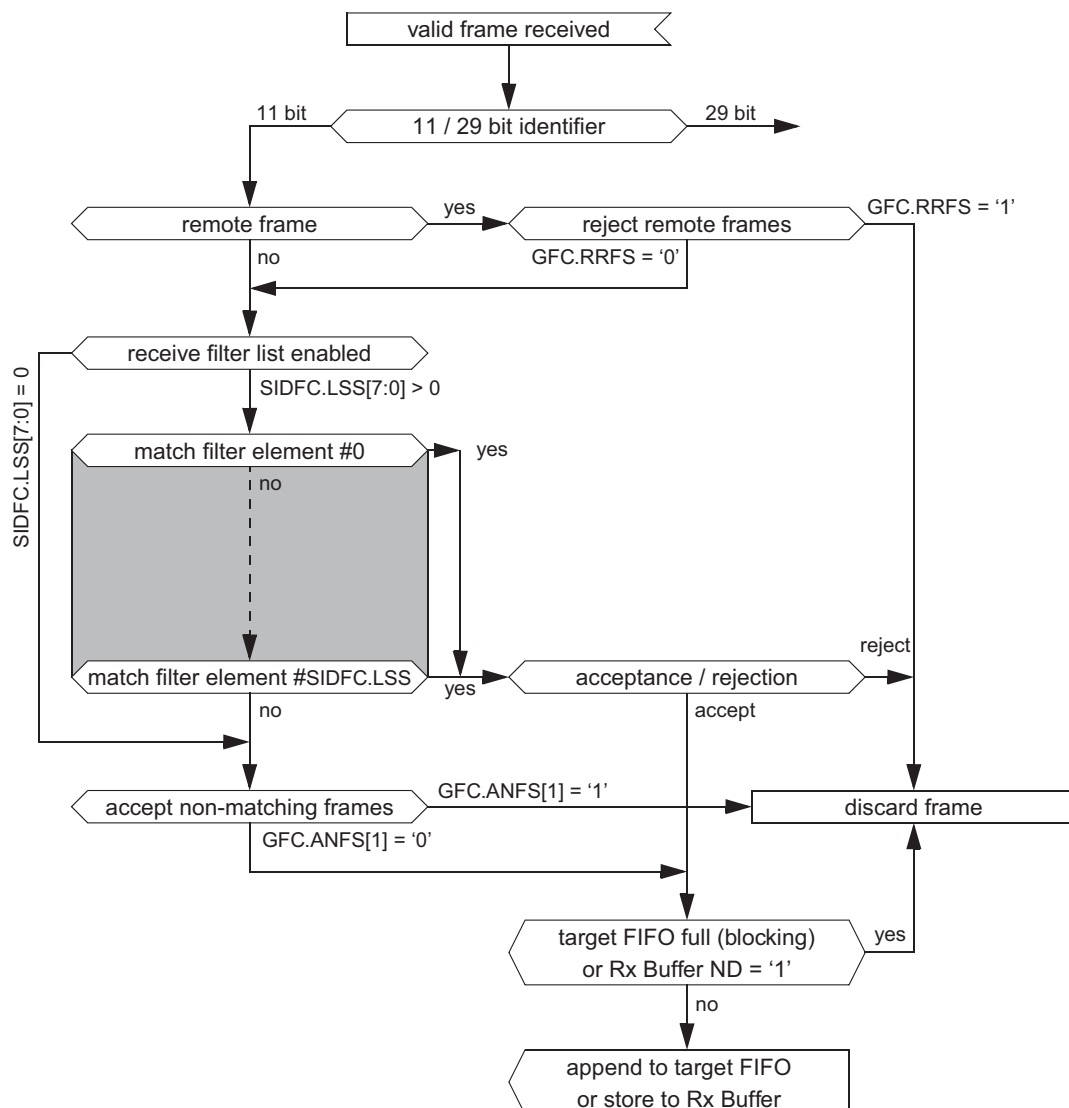 valid frame received
11 bit
11 / 29 bit identifier
29 bit
remote frame
yes
reject remote frames
GFC.RRFS = ‘1’
no
GFC.RRFS = ‘0’
receive filter list enabled
SIDFC.LSS[7:0] = 0
SIDFC.LSS[7:0] > 0
match filter element #0
yes
no
match filter element #SIDFC.LSS
yes
acceptance / rejection
reject
no
accept
accept non-matching frames
GFC.ANFS[1] = ‘1’
discard frame
GFC.ANFS[1] = ‘0’
target FIFO full (blocking)
or Rx Buffer ND = ‘1’
yes
no
append to target FIFO
or store to Rx Buffer